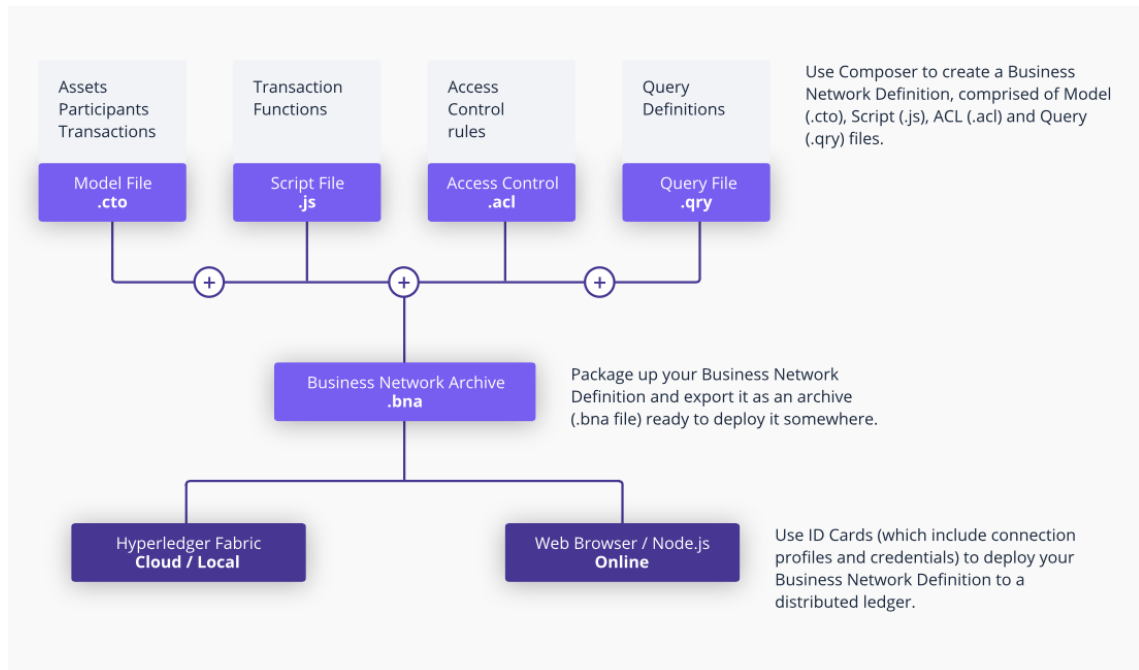 Assets
Participants
Transactions
Model File
.cto
Transaction
Functions
Script File
.js
Access
Control
rules
Access Control
.acl
Query
Definitions
Query File
.qry
Use Composer to create a Business
Network Definition, comprised of Model
(.cto), Script (.js), ACL (.acl) and Query
(.qry) files.
+
+
+
Business Network Archive
.bna
Package up your Business Network
Definition and export it as an archive
(.bna file) ready to deploy it somewhere.
Hyperledger Fabric
Cloud / Local
Web Browser / Node.js
Online
Use ID Cards (which include connection
profiles and credentials) to deploy your
Business Network Definition to a
distributed ledger.